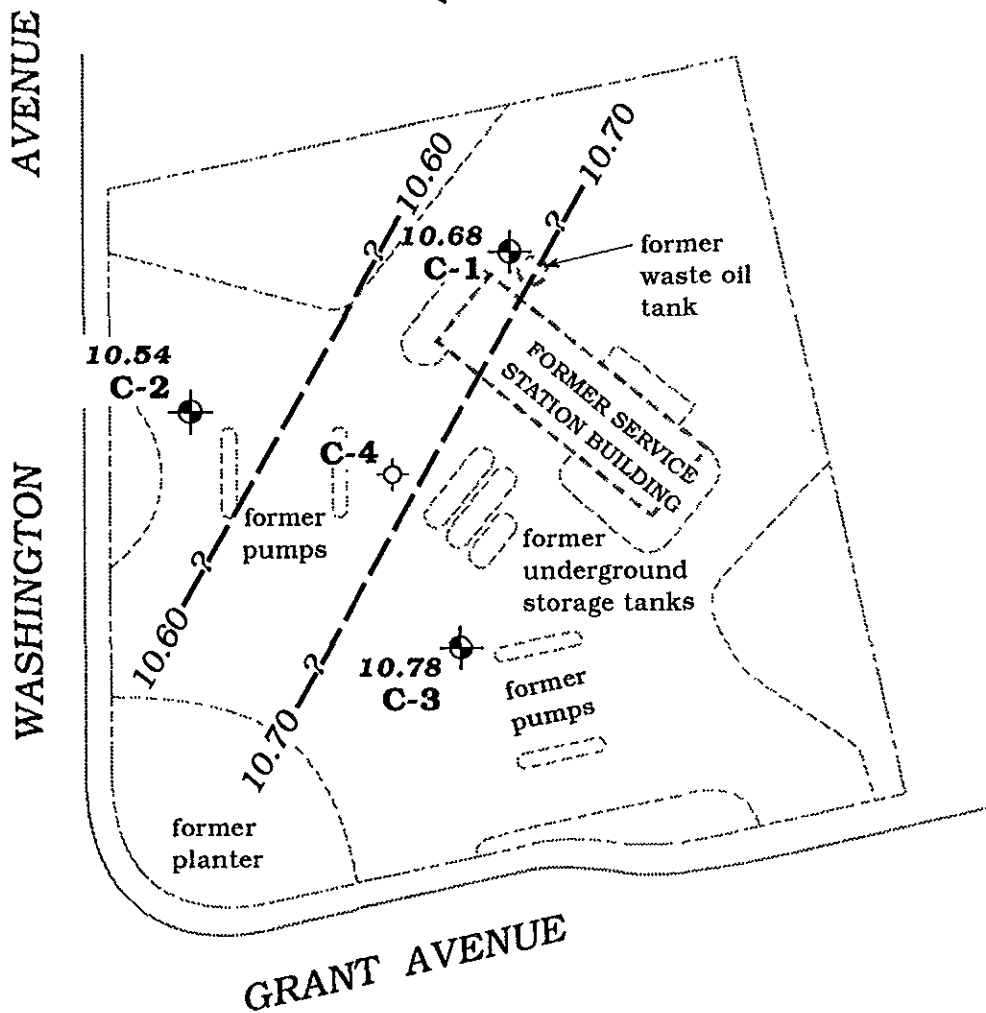 AVENUE
WASHINGTON
10.60
10.70
?
?
10.68
C-1
former
waste oil
tank
10.54
C-2
FORMER SERVICE
STATION BUILDING
C-4
former
pumps
former
underground
storage tanks
?
10.60
?
10.70
10.78
C-3
former
pumps
former
planter
GRANT AVENUE